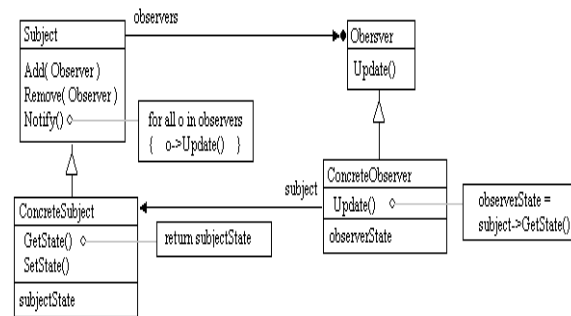 observers
Subject
Add( Observer )
Remove( Observer )
Notify()
for all o in observers
{ o->Update() }
Obersver
Update()
ConcreteSubject
GetState()
SetState()
subjectState
return subjectState
subject
ConcreteObserver
Update()
observerState
observerState =
subject->GetState()